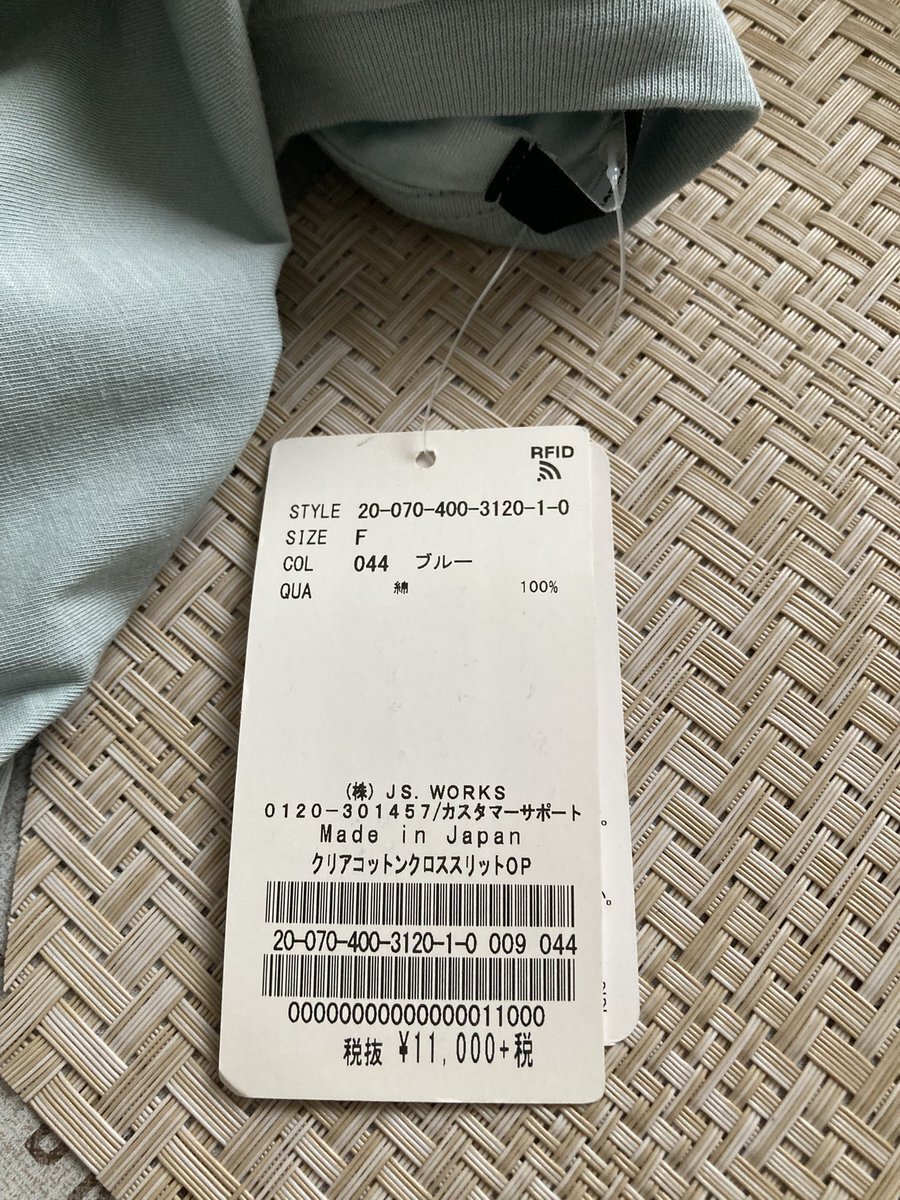 RFID
STYLE 20-070-400-3120-1-0
SIZE F
COL 044 ブルー
QUA 綿 100%
(株) JS. WORKS
0120-301457/カスタマーサポート
Made in Japan
クリアコットンクロススリットOP
20-070-400-3120-1-0 009 044
00000000000000011000
税抜 ¥11,000+税